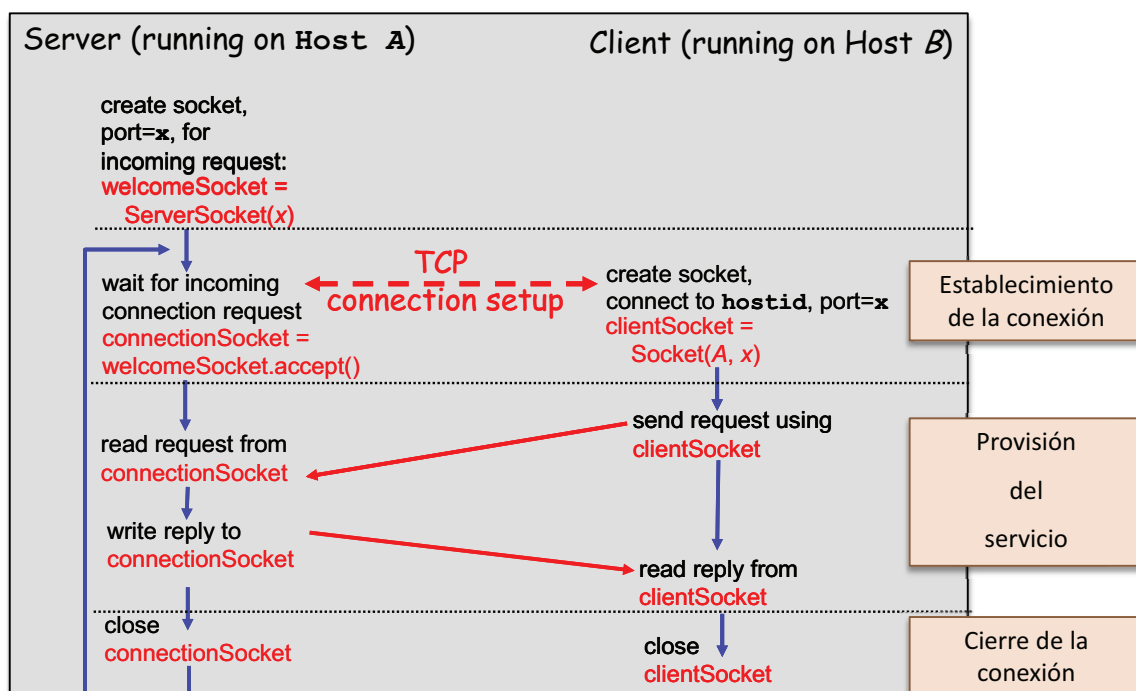 Server (running on Host A)
Client (running on Host B)
create socket,
port=x, for
incoming request:
welcomeSocket =
ServerSocket(x)
wait for incoming
connection request
connectionSocket =
welcomeSocket.accept()
TCP
connection setup
create socket,
connect to hostid, port=x
clientSocket =
Socket(A, x)
Establecimiento
de la conexión
read request from
connectionSocket
send request using
clientSocket
write reply to
connectionSocket
read reply from
clientSocket
Provisión
del
servicio
close
connectionSocket
close
clientSocket
Cierre de la
conexión